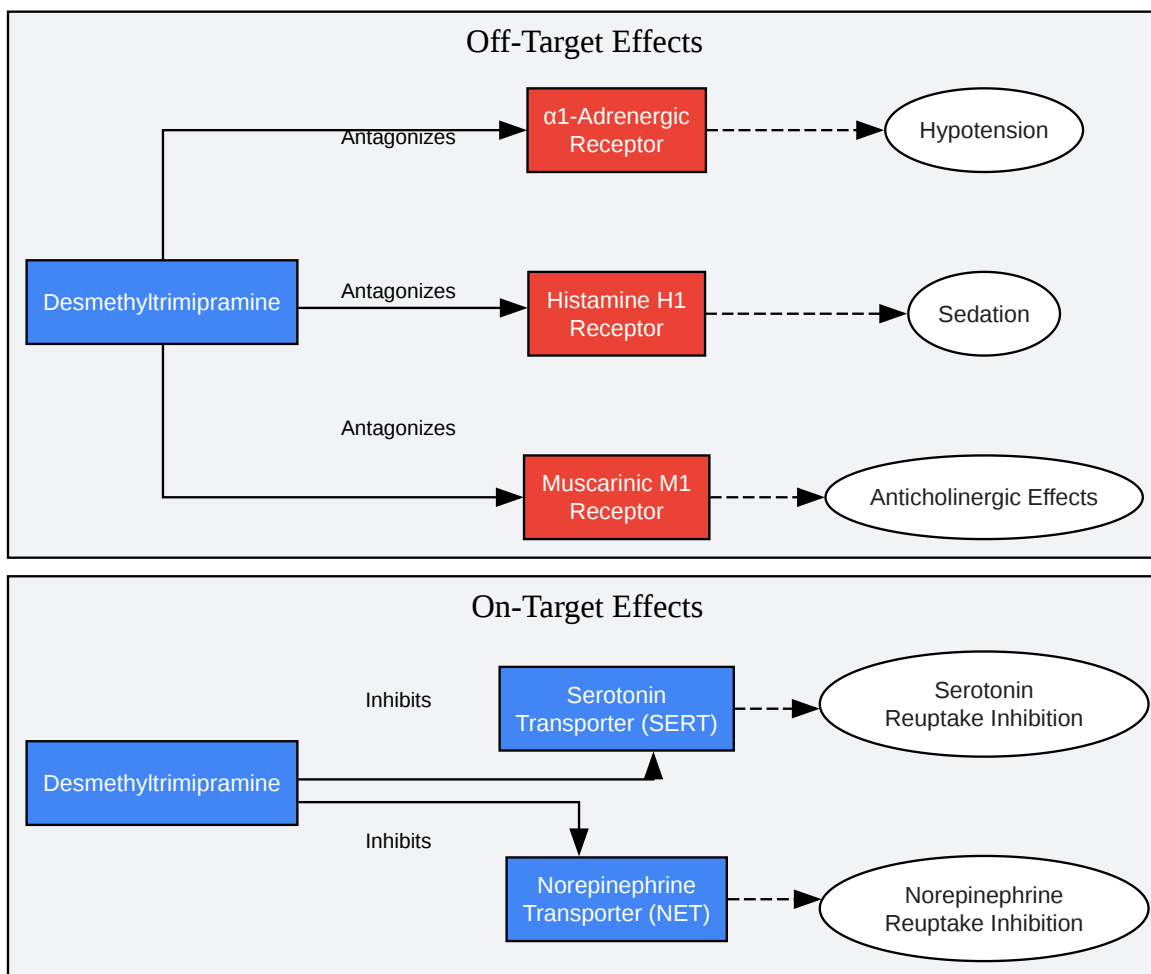 Off-Target Effects
Antagonizes
α1-Adrenergic
Receptor
Hypotension
Desmethyltrimipramine
Antagonizes
Histamine H1
Receptor
Sedation
Antagonizes
Muscarinic M1
Receptor
Anticholinergic Effects
On-Target Effects
Inhibits
Serotonin
Transporter (SERT)
Serotonin
Reuptake Inhibition
Desmethyltrimipramine
Inhibits
Norepinephrine
Transporter (NET)
Norepinephrine
Reuptake Inhibition